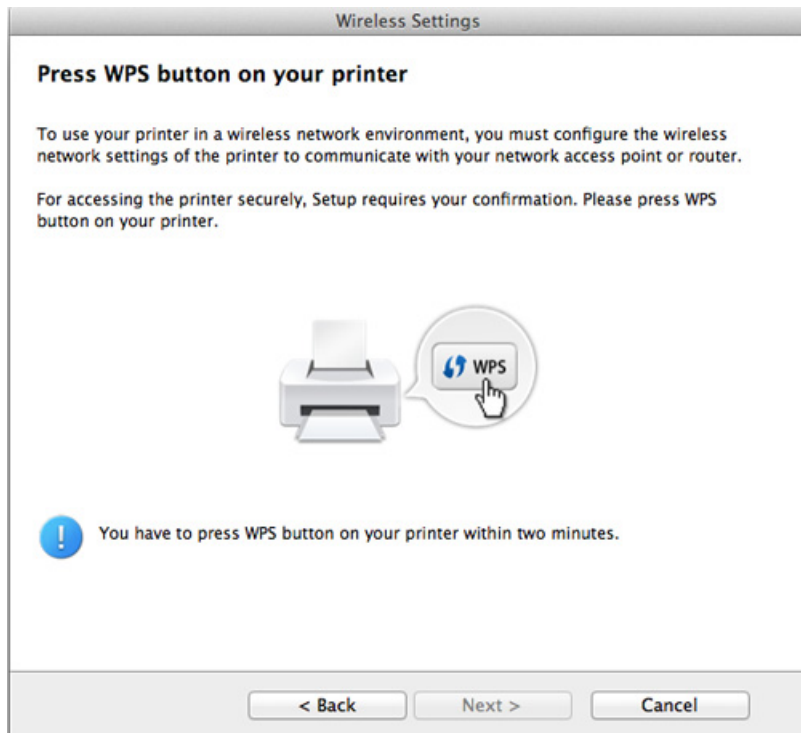 Wireless Settings
Press WPS button on your printer
To use your printer in a wireless network environment, you must configure the wireless
network settings of the printer to communicate with your network access point or router.
For accessing the printer securely, Setup requires your confirmation. Please press WPS
button on your printer.
WPS
You have to press WPS button on your printer within two minutes.
< Back
Next >
Cancel